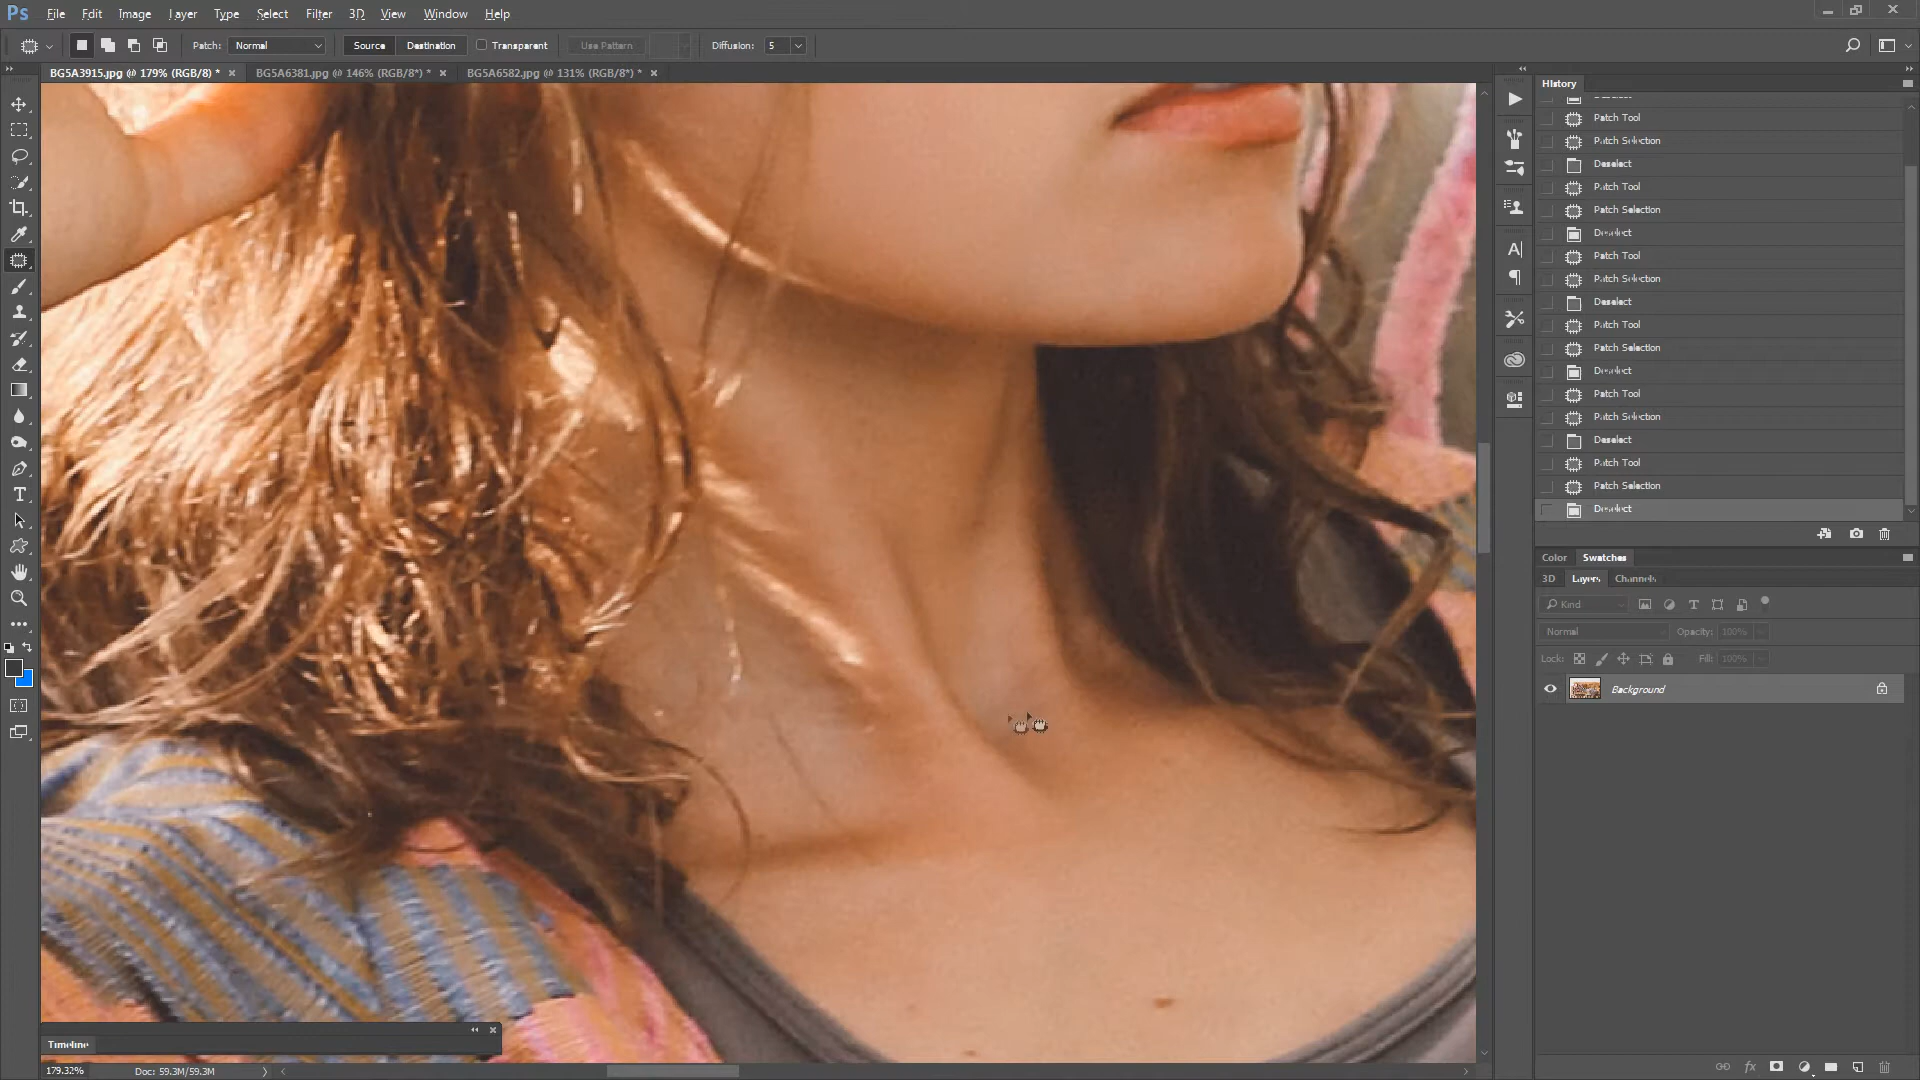 Ps File Edit Image Layer Type Select Filter 3D View Window Help
Patch: Normal Source Destination Transparent Use Pattern Diffusion: 5
BG5A3915.jpg @ 179% (RGB/8) * × BG5A6381.jpg @ 146% (RGB/8*) * × BG5A6582.jpg @ 131% (RGB/8*) * ×
History
Deselect
Patch Tool
Patch Selection
Deselect
Patch Tool
Patch Selection
Deselect
Patch Tool
Patch Selection
Deselect
Patch Tool
Patch Selection
Deselect
Patch Tool
Patch Selection
Deselect
Patch Tool
Patch Selection
Deselect
Color Swatches
3D Layers Channels
Kind
Normal Opacity: 100%
Lock: Fill: 100%
Background
Timeline
179.32% Doc: 59.3M/59.3M